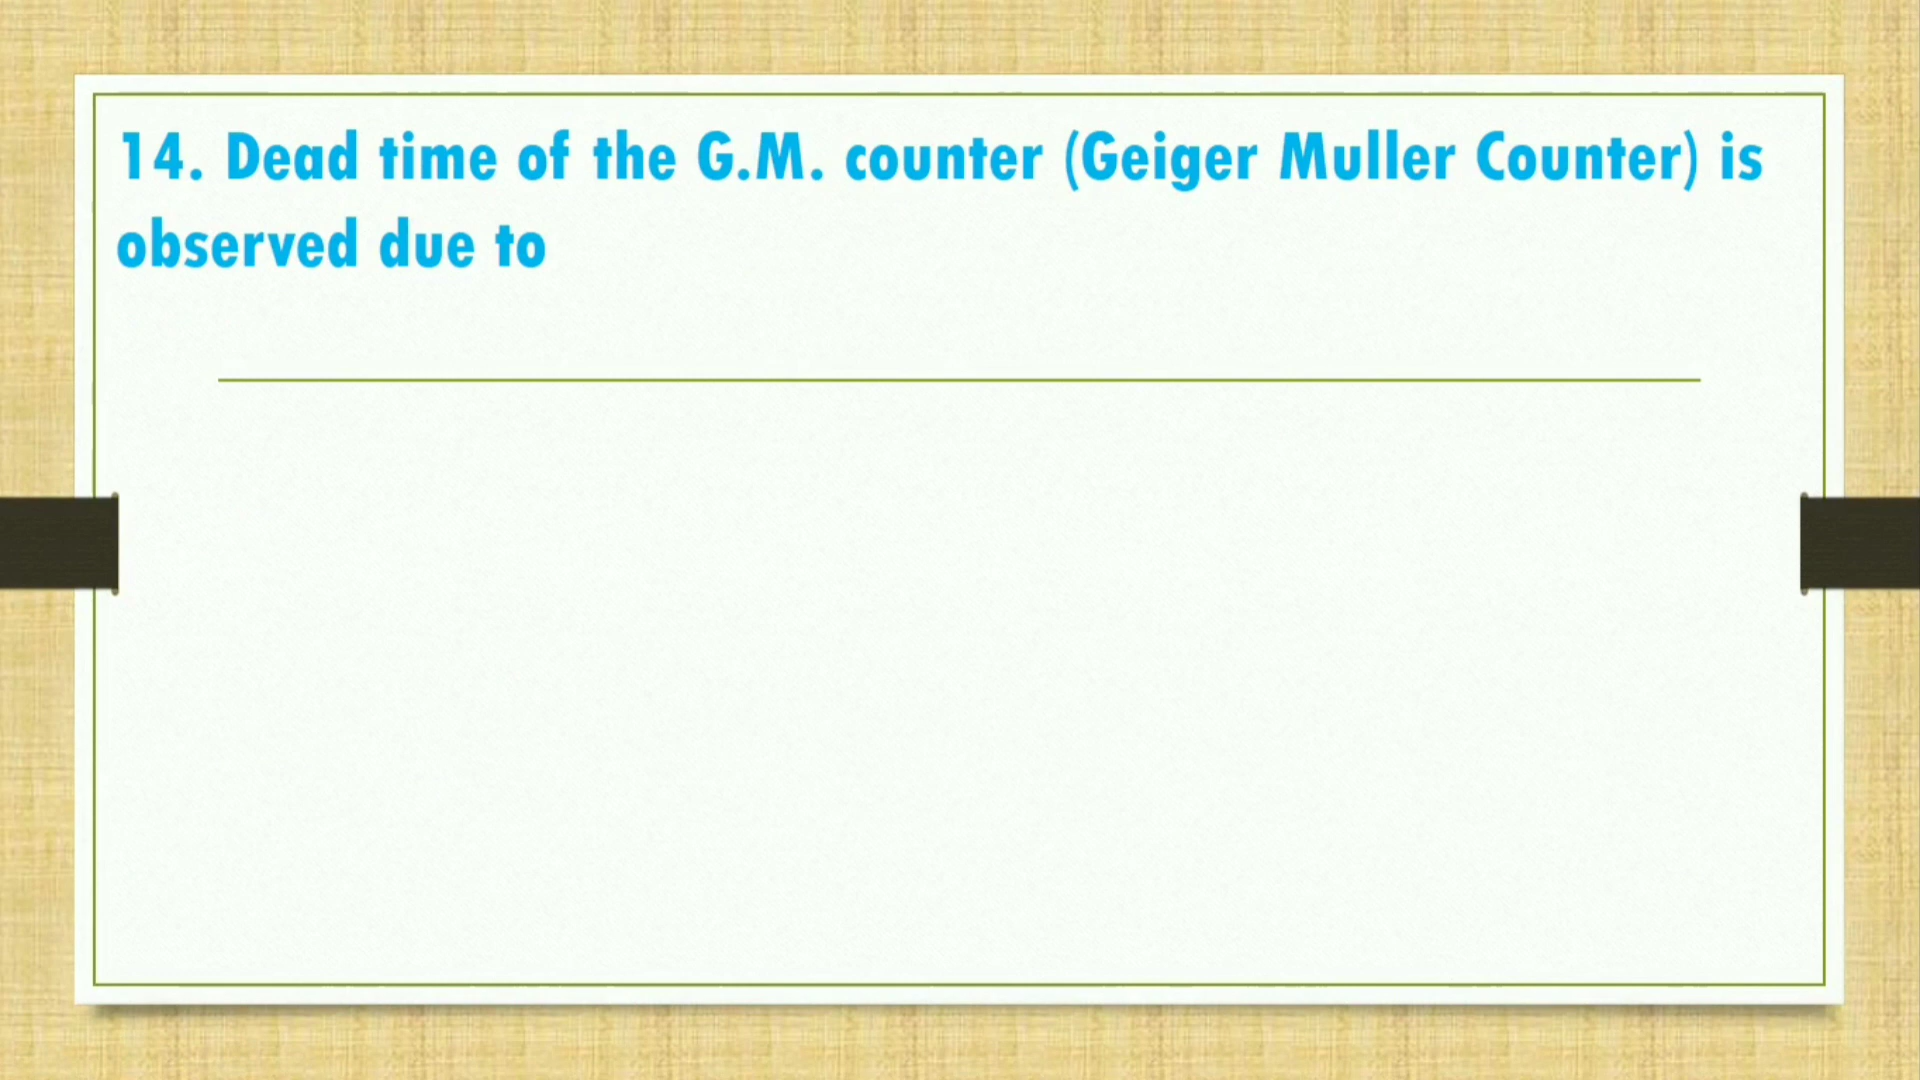 14. Dead time of the G.M. counter (Geiger Muller Counter) is
observed due to